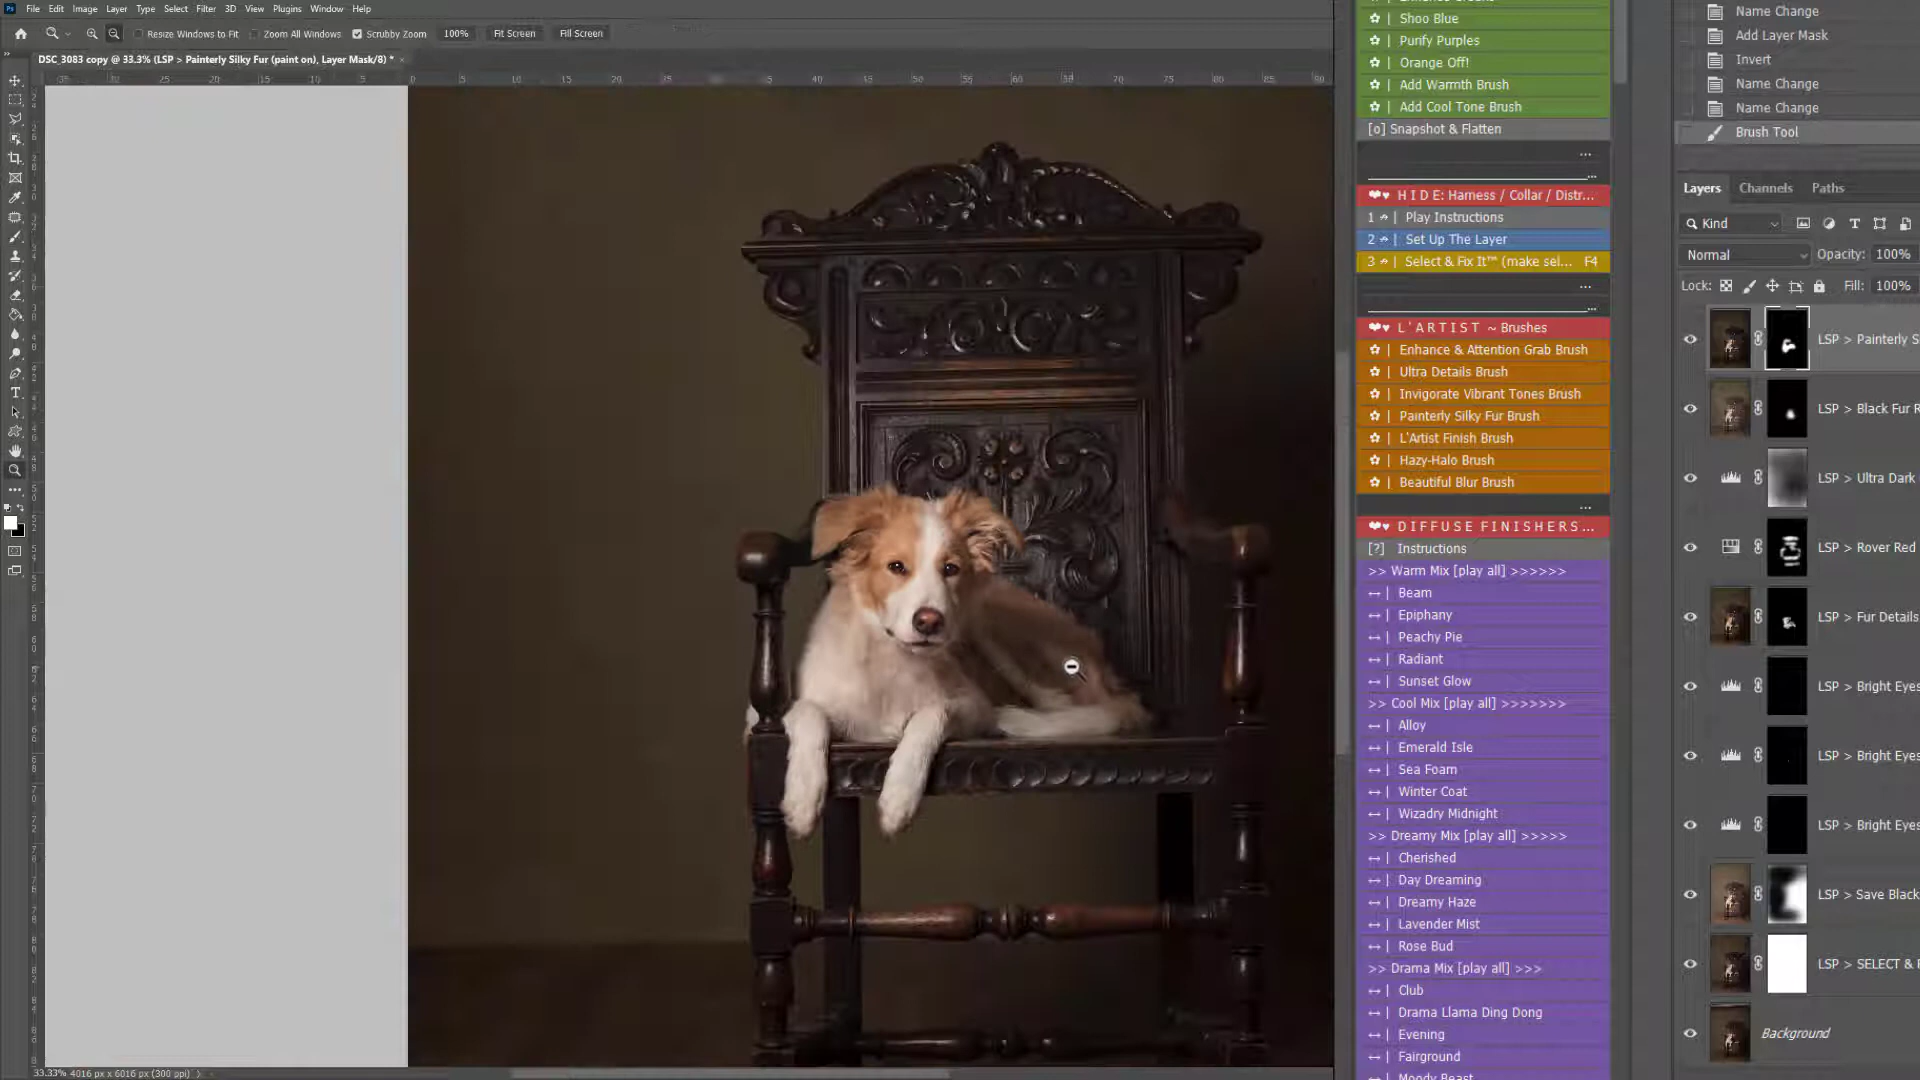 Ps File Edit Image Layer Type Select Filter 3D View Plugins Window Help
Resize Windows to Fit Zoom All Windows Scrubby Zoom 100% Fit Screen Fill Screen
DSC_3083 copy @ 33.3% (LSP > Painterly Silky Fur (paint on), Layer Mask/8) *
Shoo Blue
Purify Purples
Orange Off!
Add Warmth Brush
Add Cool Tone Brush
[o] Snapshot & Flatten
...
H I D E: Harness / Collar / Distr...
1 | Play Instructions
2 | Set Up The Layer
3 | Select & Fix It™ (make sel... F4
...
L ' A R T I S T ~ Brushes
Enhance & Attention Grab Brush
Ultra Details Brush
Invigorate Vibrant Tones Brush
Painterly Silky Fur Brush
L'Artist Finish Brush
Hazy-Halo Brush
Beautiful Blur Brush
...
D I F F U S E F I N I S H E R S ...
[?] Instructions
>> Warm Mix [play all] >>>>>>
↔ | Beam
↔ | Epiphany
↔ | Peachy Pie
↔ | Radiant
↔ | Sunset Glow
>> Cool Mix [play all] >>>>>>>
↔ | Alloy
↔ | Emerald Isle
↔ | Sea Foam
↔ | Winter Coat
↔ | Wizadry Midnight
>> Dreamy Mix [play all] >>>>>
↔ | Cherished
↔ | Day Dreaming
↔ | Dreamy Haze
↔ | Lavender Mist
↔ | Rose Bud
>> Drama Mix [play all] >>>
↔ | Club
↔ | Drama Llama Ding Dong
↔ | Evening
↔ | Fairground
↔ | Moody Beast
Name Change
Add Layer Mask
Invert
Name Change
Name Change
Brush Tool
Layers Channels Paths
Kind
Normal Opacity: 100%
Lock: Fill: 100%
LSP > Painterly S
LSP > Black Fur R
LSP > Ultra Dark
LSP > Rover Red
LSP > Fur Details
LSP > Bright Eyes
LSP > Bright Eyes
LSP > Bright Eyes
LSP > Save Black
LSP > SELECT &
Background
33.33% 4016 px x 6016 px (300 ppi)